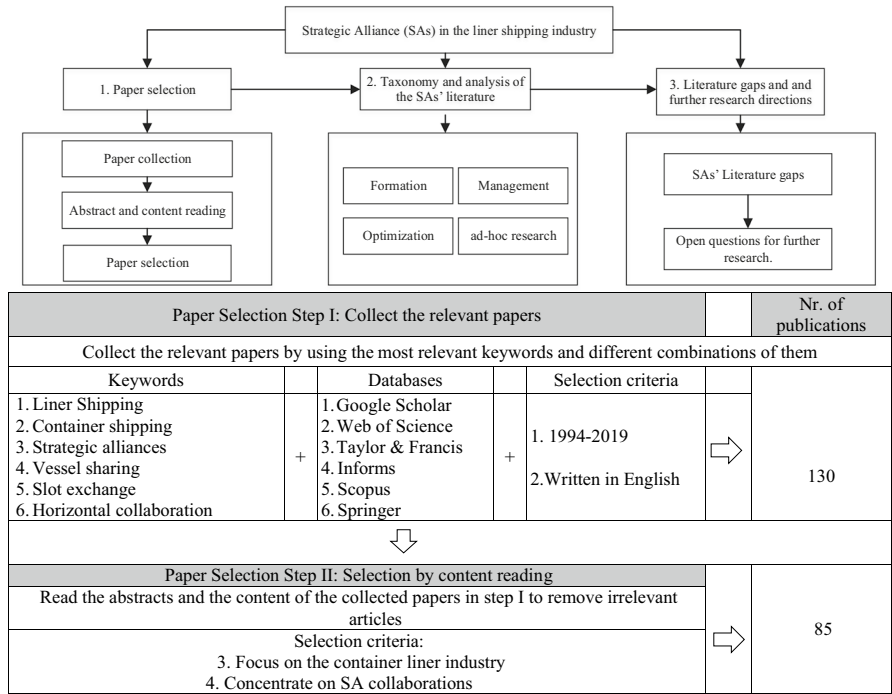 Strategic Alliance (SAs) in the liner shipping industry
1. Paper selection
2. Taxonomy and analysis of
the SAs' literature
3. Literature gaps and and
further research directions
Paper collection
Abstract and content reading
Paper selection
Formation
Management
Optimization
ad-hoc research
SAs' Literature gaps
Open questions for further
research.
Paper Selection Step I: Collect the relevant papers
Nr. of
publications
Collect the relevant papers by using the most relevant keywords and different combinations of them
Keywords
Databases
Selection criteria
1. Liner Shipping
2. Container shipping
3. Strategic alliances
4. Vessel sharing
5. Slot exchange
6. Horizontal collaboration
+
1. Google Scholar
2. Web of Science
3. Taylor & Francis
4. Informs
5. Scopus
6. Springer
+
1. 1994-2019
2. Written in English
130
Paper Selection Step II: Selection by content reading
Read the abstracts and the content of the collected papers in step I to remove irrelevant
articles
Selection criteria:
3. Focus on the container liner industry
4. Concentrate on SA collaborations
85